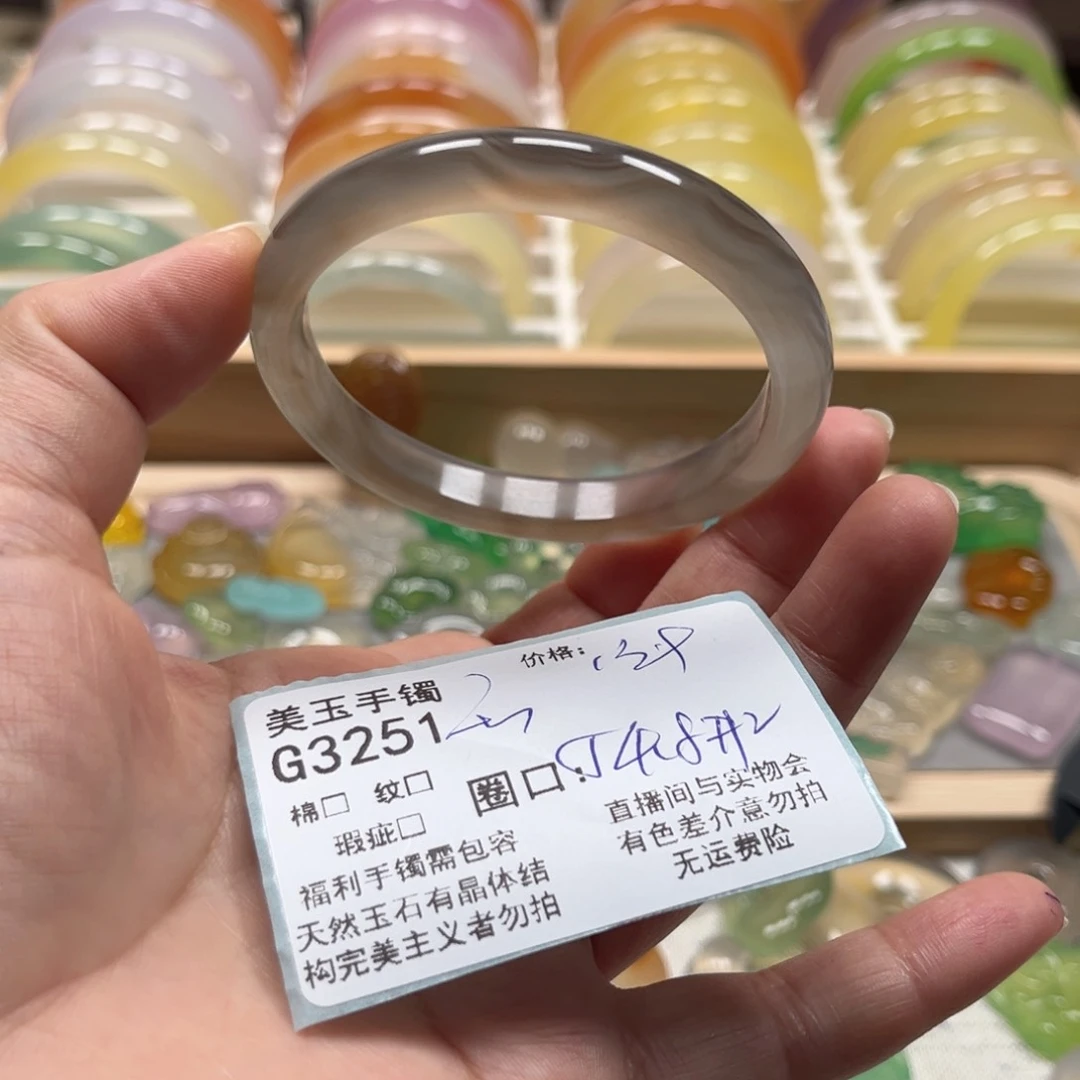 价格:
美玉手镯
G3251
圈口:
棉□ 纹□
瑕疵□
福利手镯需包容
天然玉石有晶体结
构完美主义者勿拍
直播间与实物会
有色差介意勿拍
无运费险